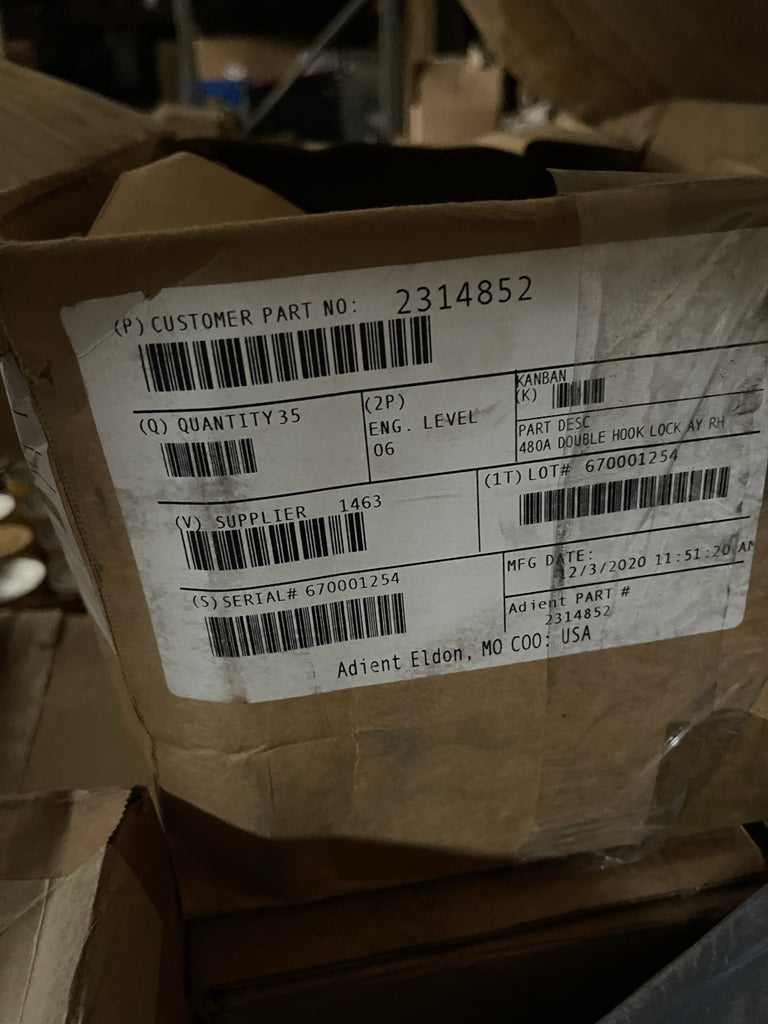 (P) CUSTOMER PART NO: 2314852
(Q) QUANTITY 35
(2P)
ENG. LEVEL
06
KANBAN
(K)
PART DESC
480A DOUBLE HOOK LOCK AY RH
(V) SUPPLIER 1463
(1T) LOT# 670001254
(S) SERIAL# 670001254
MFG DATE:
12/3/2020 11:51:20 AM
Adient PART #
2314852
Adient Eldon, MO COO: USA